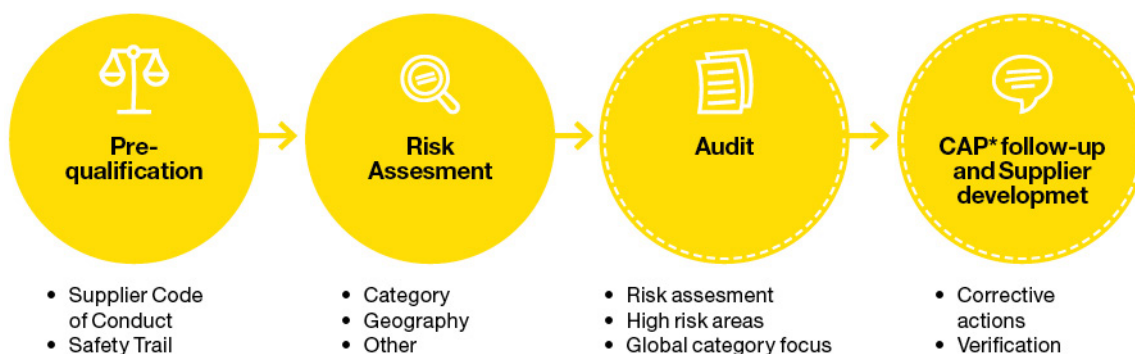 Pre-
qualification
Risk
Assesment
Audit
CAP* follow-up
and Supplier
developmet
• Supplier Code
of Conduct
• Safety Trail
• Category
• Geography
• Other
• Risk assesment
• High risk areas
• Global category focus
• Corrective
actions
• Verification